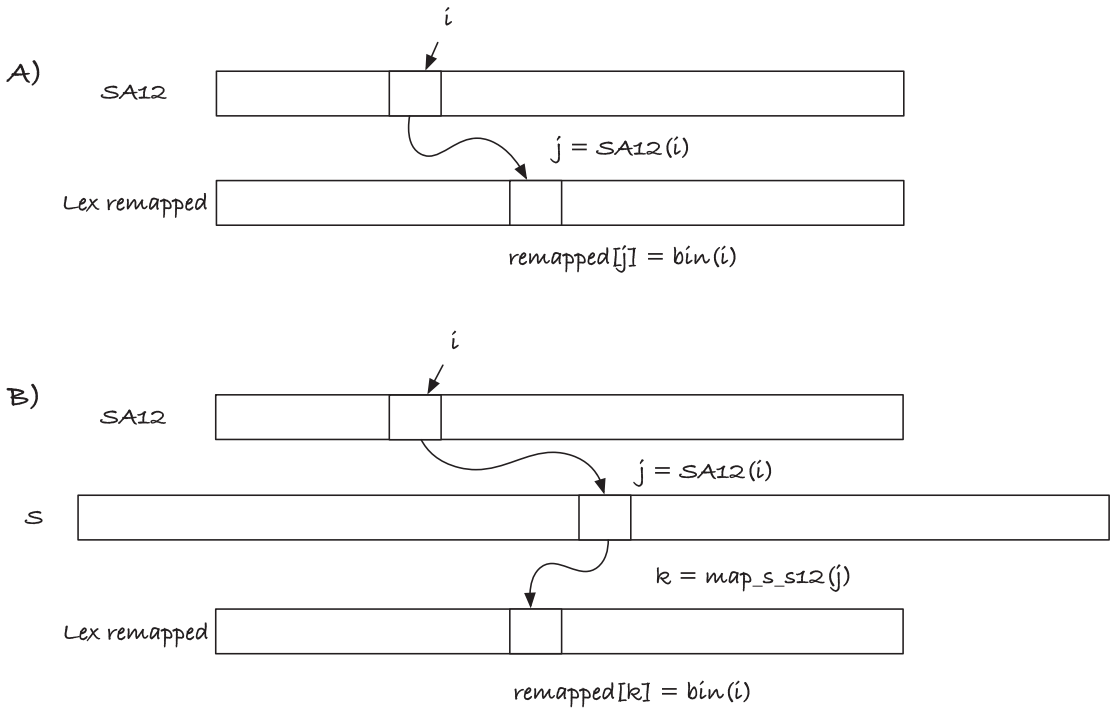 i
A)
SA12
j = SA12(i)
Lex remapped
remapped[j] = bin(i)
i
B)
SA12
j = SA12(i)
S
k = map_s_s12(j)
Lex remapped
remapped[k] = bin(i)